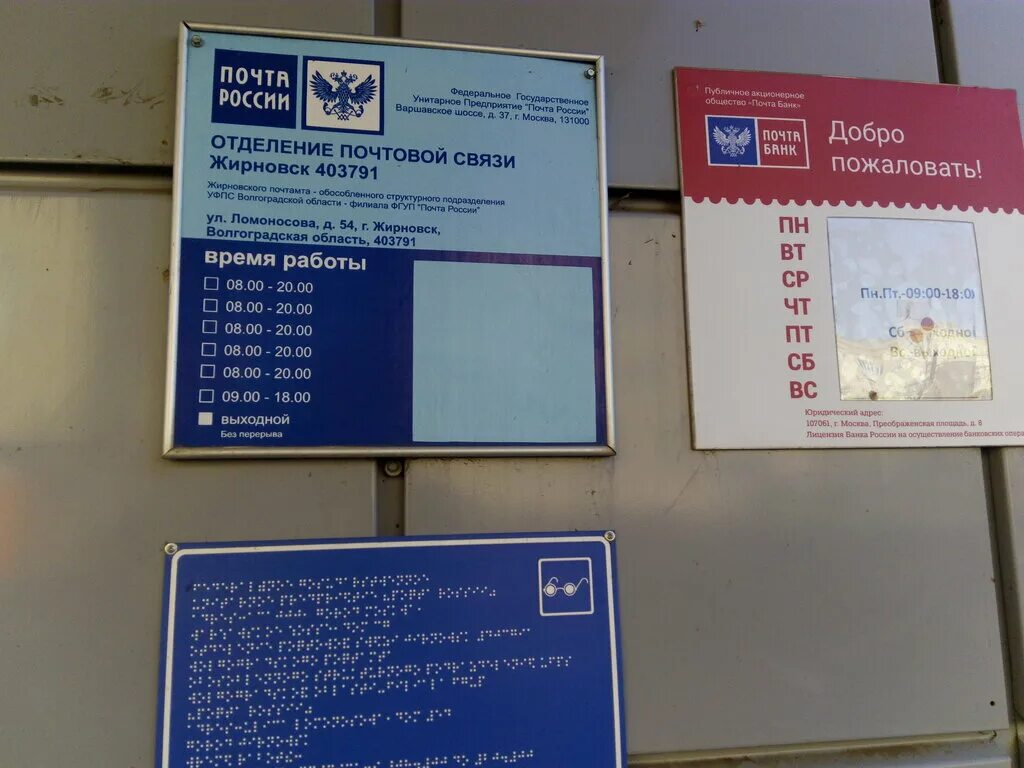 ПОЧТА
РОССИИ
Федеральное Государственное
Унитарное Предприятие "Почта России"
Варшавское шоссе, д. 37, г. Москва, 131000
ОТДЕЛЕНИЕ ПОЧТОВОЙ СВЯЗИ
Жирновск 403791
Жирновского почтамта - обособленного структурного подразделения
УФПС Волгоградской области - филиала ФГУП "Почта России"
ул. Ломоносова, д. 54, г. Жирновск,
Волгоградская область, 403791
время работы
08.00 - 20.00
08.00 - 20.00
08.00 - 20.00
08.00 - 20.00
08.00 - 20.00
09.00 - 18.00
выходной
Без перерыва
Публичное акционерное
общество «Почта Банк»
ПОЧТА
БАНК
Добро
пожаловать!
ПН
ВТ
СР
ЧТ
ПТ
СБ
ВС
Пн.Пт.-09:00-18:0
Сб
Юридический адрес:
107061, г. Москва, Преображенская площадь, д. 8
Лицензия Банка России на осуществление банковских опера